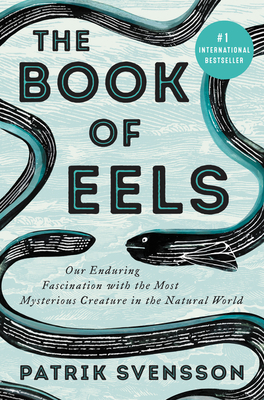 THE
BOOK
OF
EELS
#1
INTERNATIONAL
BESTSELLER
Our Enduring
Fascination with the Most
Mysterious Creature in the Natural World
PATRIK SVENSSON